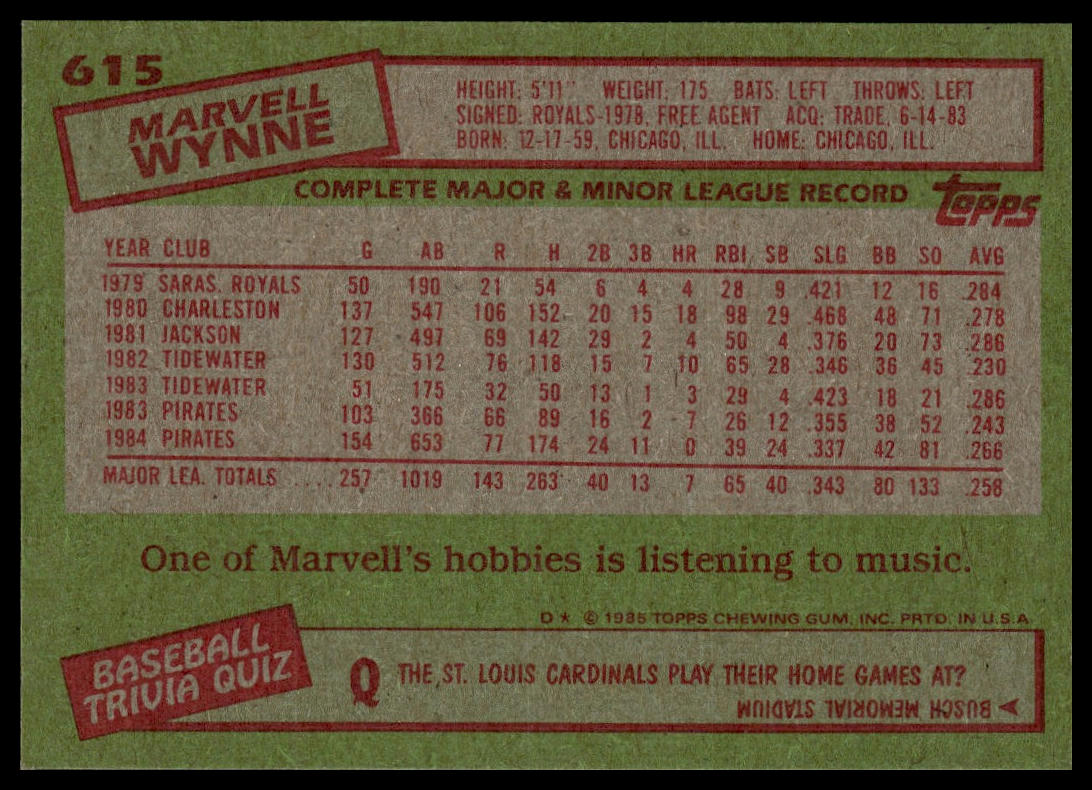 615
MARVELL
WYNNE
HEIGHT: 5'11" WEIGHT: 175 BATS: LEFT THROWS: LEFT
SIGNED: ROYALS-1978, FREE AGENT ACQ: TRADE, 6-14-83
BORN: 12-17-59, CHICAGO, ILL. HOME: CHICAGO, ILL.
COMPLETE MAJOR & MINOR LEAGUE RECORD
TOPPS
YEAR CLUB G AB R H 2B 3B HR RBI SB SLG BB SO AVG
1979 SARAS. ROYALS 50 190 21 54 6 4 4 28 9 .421 12 16 .284
1980 CHARLESTON 137 547 106 152 20 15 18 98 29 .468 48 71 .278
1981 JACKSON 127 497 69 142 29 2 4 50 4 .376 20 73 .286
1982 TIDEWATER 130 512 76 118 15 7 10 65 28 .346 36 45 .230
1983 TIDEWATER 51 175 32 50 13 1 3 29 4 .423 18 21 .286
1983 PIRATES 103 366 66 89 16 2 7 26 12 .355 38 52 .243
1984 PIRATES 154 653 77 174 24 11 0 39 24 .337 42 81 .266
MAJOR LEA. TOTALS .... 257 1019 143 263 40 13 7 65 40 .343 80 133 .258
One of Marvell's hobbies is listening to music.
D* © 1985 TOPPS CHEWING GUM, INC. PRTD. IN U.S.A.
BASEBALL
TRIVIA QUIZ
Q THE ST. LOUIS CARDINALS PLAY THEIR HOME GAMES AT?
BUSCH MEMORIAL STADIUM